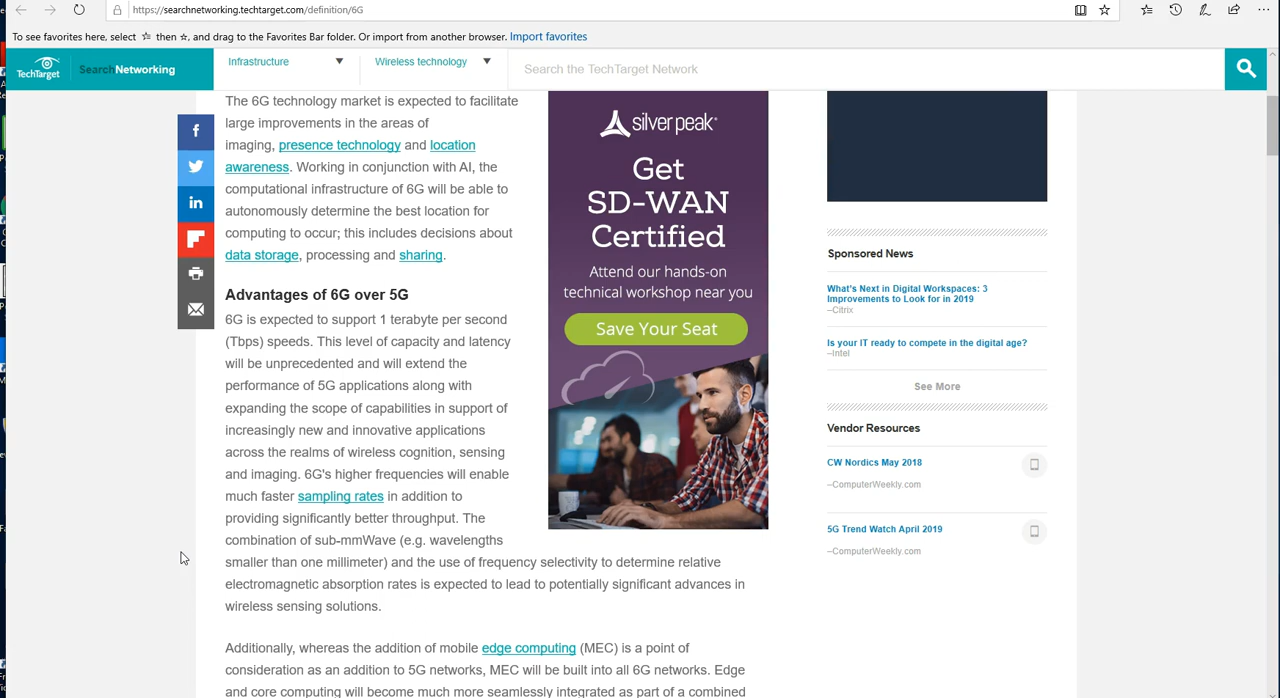 https://searchnetworking.techtarget.com/definition/6G
To see favorites here, select ☆ then ☆, and drag to the Favorites Bar folder. Or import from another browser. Import favorites
TechTarget
SearchNetworking
Infrastructure
Wireless technology
Search the TechTarget Network
The 6G technology market is expected to facilitate
large improvements in the areas of
imaging, presence technology and location
awareness. Working in conjunction with AI, the
computational infrastructure of 6G will be able to
autonomously determine the best location for
computing to occur; this includes decisions about
data storage, processing and sharing.
Advantages of 6G over 5G
6G is expected to support 1 terabyte per second
(Tbps) speeds. This level of capacity and latency
will be unprecedented and will extend the
performance of 5G applications along with
expanding the scope of capabilities in support of
increasingly new and innovative applications
across the realms of wireless cognition, sensing
and imaging. 6G's higher frequencies will enable
much faster sampling rates in addition to
providing significantly better throughput. The
combination of sub-mmWave (e.g. wavelengths
smaller than one millimeter) and the use of frequency selectivity to determine relative
electromagnetic absorption rates is expected to lead to potentially significant advances in
wireless sensing solutions.
Additionally, whereas the addition of mobile edge computing (MEC) is a point of
consideration as an addition to 5G networks, MEC will be built into all 6G networks. Edge
and core computing will become much more seamlessly integrated as part of a combined
silver peak
Get
SD-WAN
Certified
Attend our hands-on
technical workshop near you
Save Your Seat
Sponsored News
What's Next in Digital Workspaces: 3
Improvements to Look for in 2019
–Citrix
Is your IT ready to compete in the digital age?
–Intel
See More
Vendor Resources
CW Nordics May 2018
–ComputerWeekly.com
5G Trend Watch April 2019
–ComputerWeekly.com